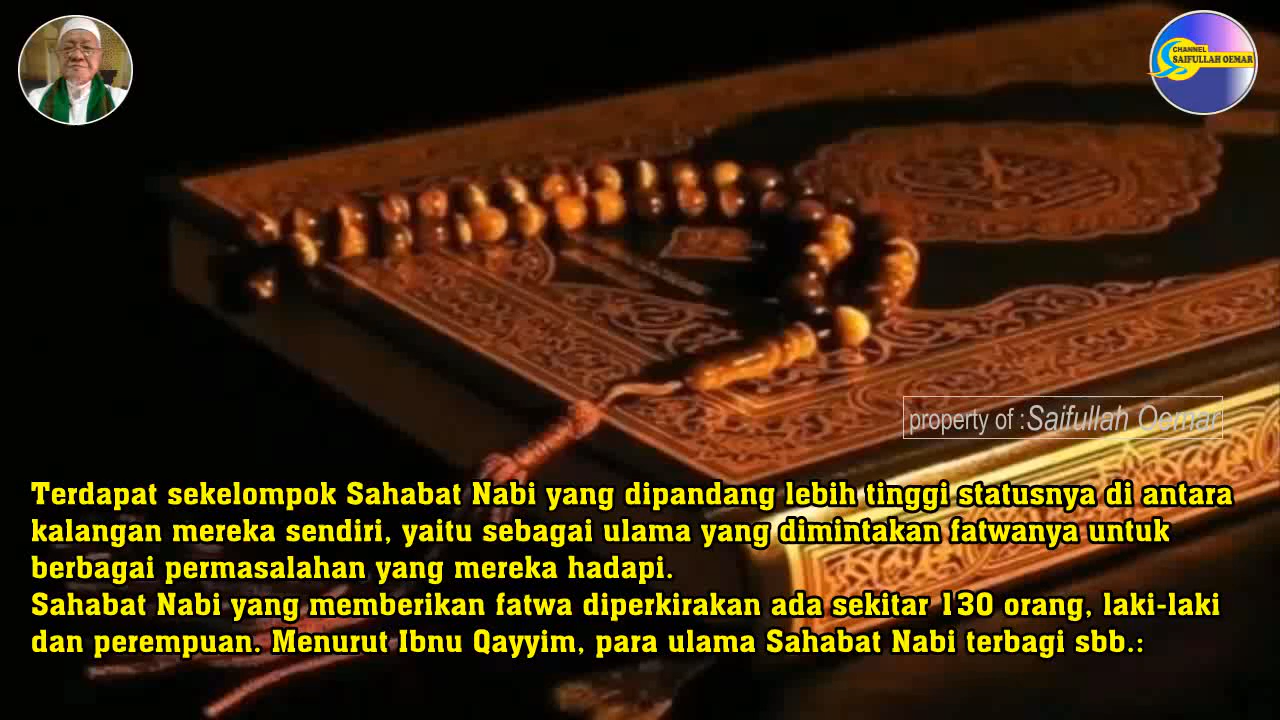 CHANNEL
SAIFULLAH OEMAR
property of :Saifullah Oemar
Terdapat sekelompok Sahabat Nabi yang dipandang lebih tinggi statusnya di antara
kalangan mereka sendiri, yaitu sebagai ulama yang dimintakan fatwanya untuk
berbagai permasalahan yang mereka hadapi.
Sahabat Nabi yang memberikan fatwa diperkirakan ada sekitar 130 orang, laki-laki
dan perempuan. Menurut Ibnu Qayyim, para ulama Sahabat Nabi terbagi sbb.: